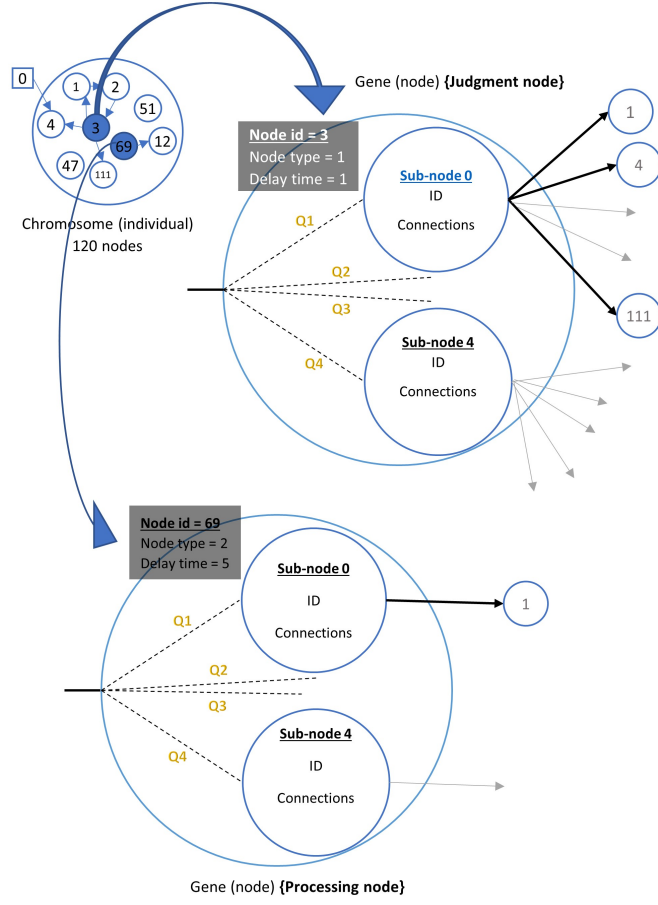 0
1
2
51
4
3
69
12
47
111
Chromosome (individual)
120 nodes
Gene (node) {Judgment node}
Node id = 3
Node type = 1
Delay time = 1
Sub-node 0
ID
Connections
Q1
Q2
Q3
Q4
Sub-node 4
ID
Connections
1
4
111
Node id = 69
Node type = 2
Delay time = 5
Sub-node 0
ID
Connections
Q1
Q2
Q3
Q4
Sub-node 4
ID
Connections
1
Gene (node) {Processing node}